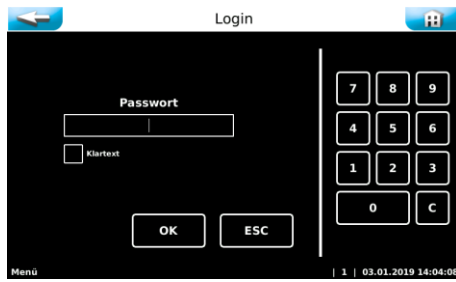 Login
Passwort
Klartext
OK ESC
7 8 9
4 5 6
1 2 3
0 C
Menü | 1 | 03.01.2019 14:04:08